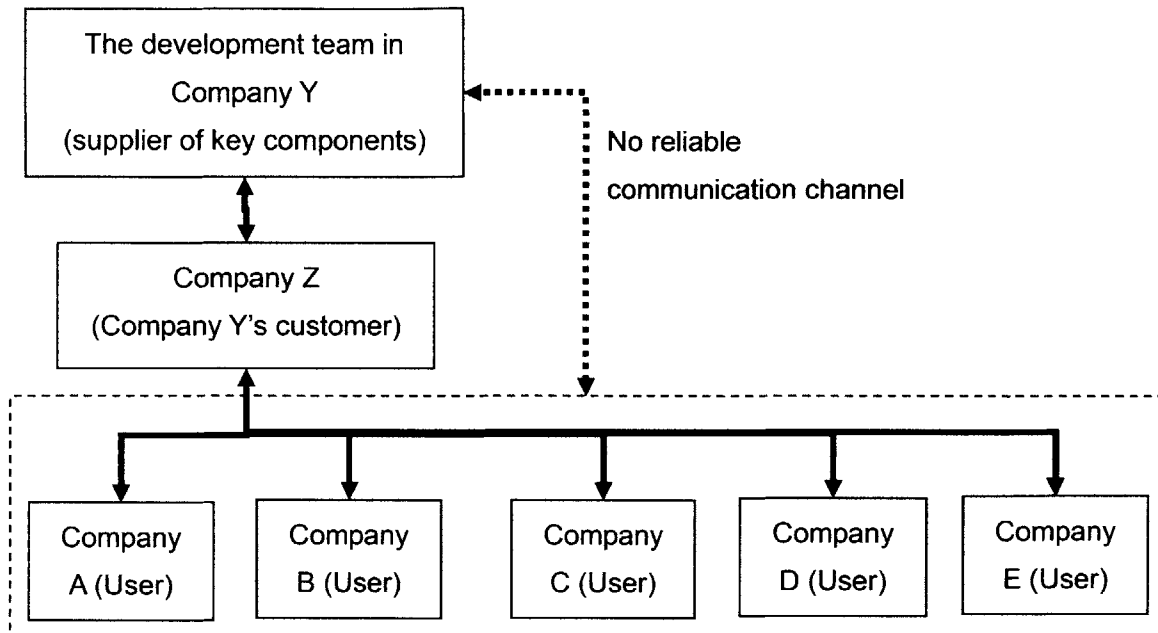 The development team in
Company Y
(supplier of key components)
No reliable
communication channel
Company Z
(Company Y's customer)
Company
A (User)
Company
B (User)
Company
C (User)
Company
D (User)
Company
E (User)